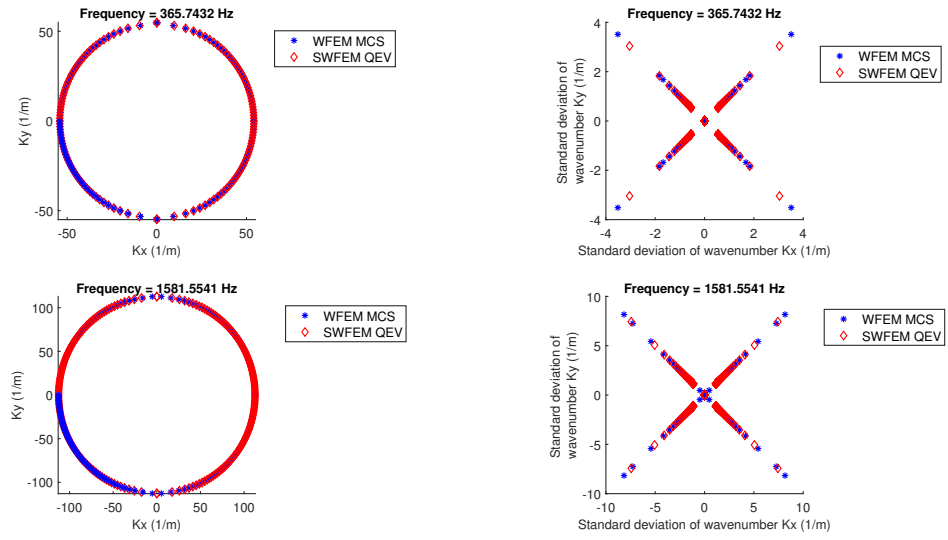 Frequency = 365.7432 Hz
50
0
-50
Ky (1/m)
-50
0
50
Kx (1/m)
WFEM MCS
SWFEM QEV
Frequency = 365.7432 Hz
4
2
0
-2
-4
Standard deviation of
wavenumber Ky (1/m)
-4
-2
0
2
4
Standard deviation of wavenumber Kx (1/m)
WFEM MCS
SWFEM QEV
Frequency = 1581.5541 Hz
100
50
0
-50
-100
Ky (1/m)
-100
-50
0
50
100
Kx (1/m)
WFEM MCS
SWFEM QEV
Frequency = 1581.5541 Hz
10
5
0
-5
-10
Standard deviation of
wavenumber Ky (1/m)
-10
-5
0
5
10
Standard deviation of wavenumber Kx (1/m)
WFEM MCS
SWFEM QEV